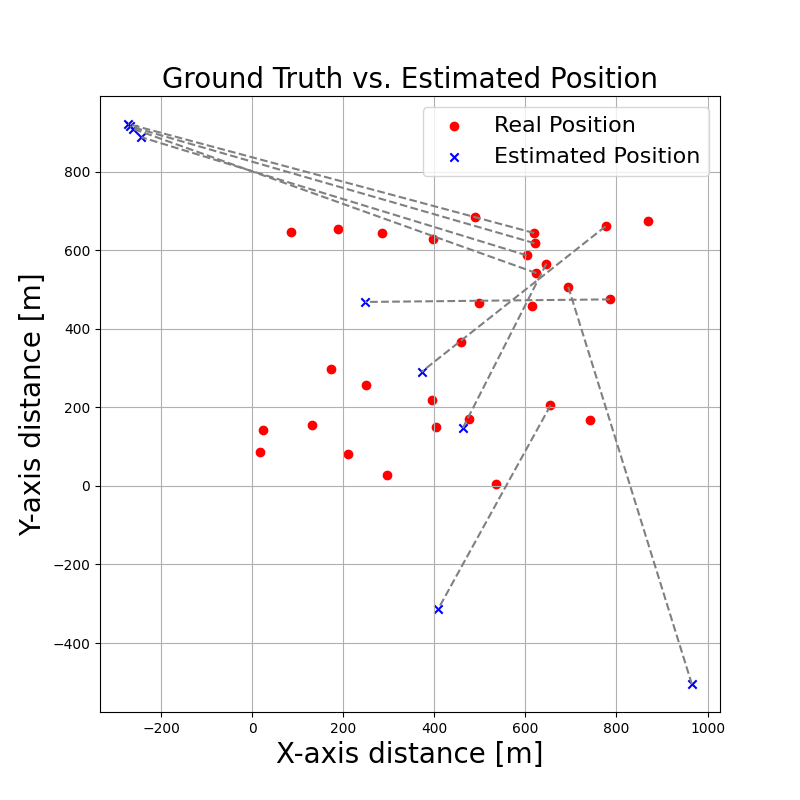 Ground Truth vs. Estimated Position
Real Position
Estimated Position
Y-axis distance [m]
800
600
400
200
0
−200
−400
−200
0
200
400
600
800
1000
X-axis distance [m]